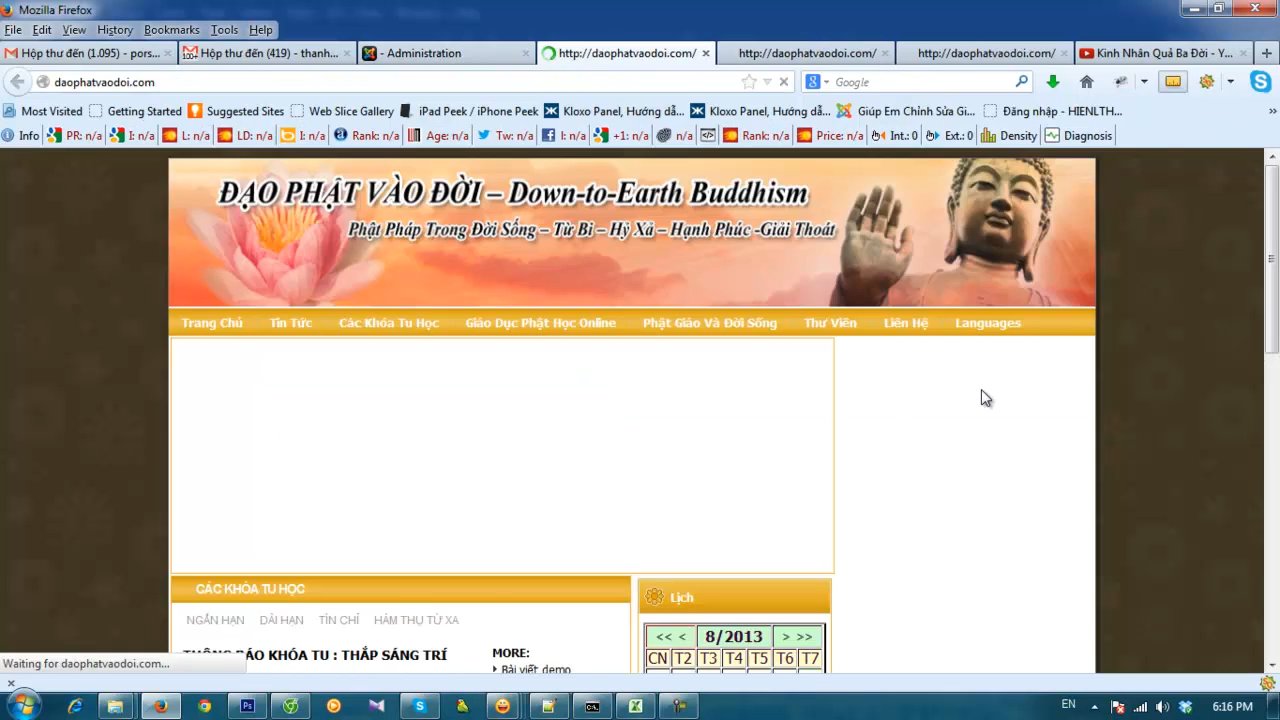 Mozilla Firefox
File Edit View History Bookmarks Tools Help
Hộp thư đến (1.095) - pors... Hộp thư đến (419) - thanh... - Administration http://daophatvaodoi.com/ http://daophatvaodoi.com/ http://daophatvaodoi.com/ Kinh Nhân Quả Ba Đời - Y...
daophatvaodoi.com Google
Most Visited Getting Started Suggested Sites Web Slice Gallery iPad Peek / iPhone Peek Kloxo Panel, Hướng dẫ... Kloxo Panel, Hướng dẫ... Giúp Em Chỉnh Sửa Gi... Đăng nhập - HIENLTH...
Info PR: n/a I: n/a L: n/a LD: n/a I: n/a Rank: n/a Age: n/a Tw: n/a I: n/a +1: n/a n/a Rank: n/a Price: n/a Int.: 0 Ext.: 0 Density Diagnosis
ĐẠO PHẬT VÀO ĐỜI – Down-to-Earth Buddhism
Phật Pháp Trong Đời Sống – Từ Bi – Hỷ Xả – Hạnh Phúc -Giải Thoát
Trang Chủ Tin Tức Các Khóa Tu Học Giáo Dục Phật Học Online Phật Giáo Và Đời Sống Thư Viện Liên Hệ Languages
CÁC KHÓA TU HỌC
Lịch
NGẮN HẠN DÀI HẠN TÍN CHỈ HÀM THỤ TỪ XA
<< < 8/2013 > >>
THÔNG BÁO KHÓA TU : THẮP SÁNG TRÍ
MORE:
CN T2 T3 T4 T5 T6 T7
Bài viết demo
Waiting for daophatvaodoi.com...
EN 6:16 PM